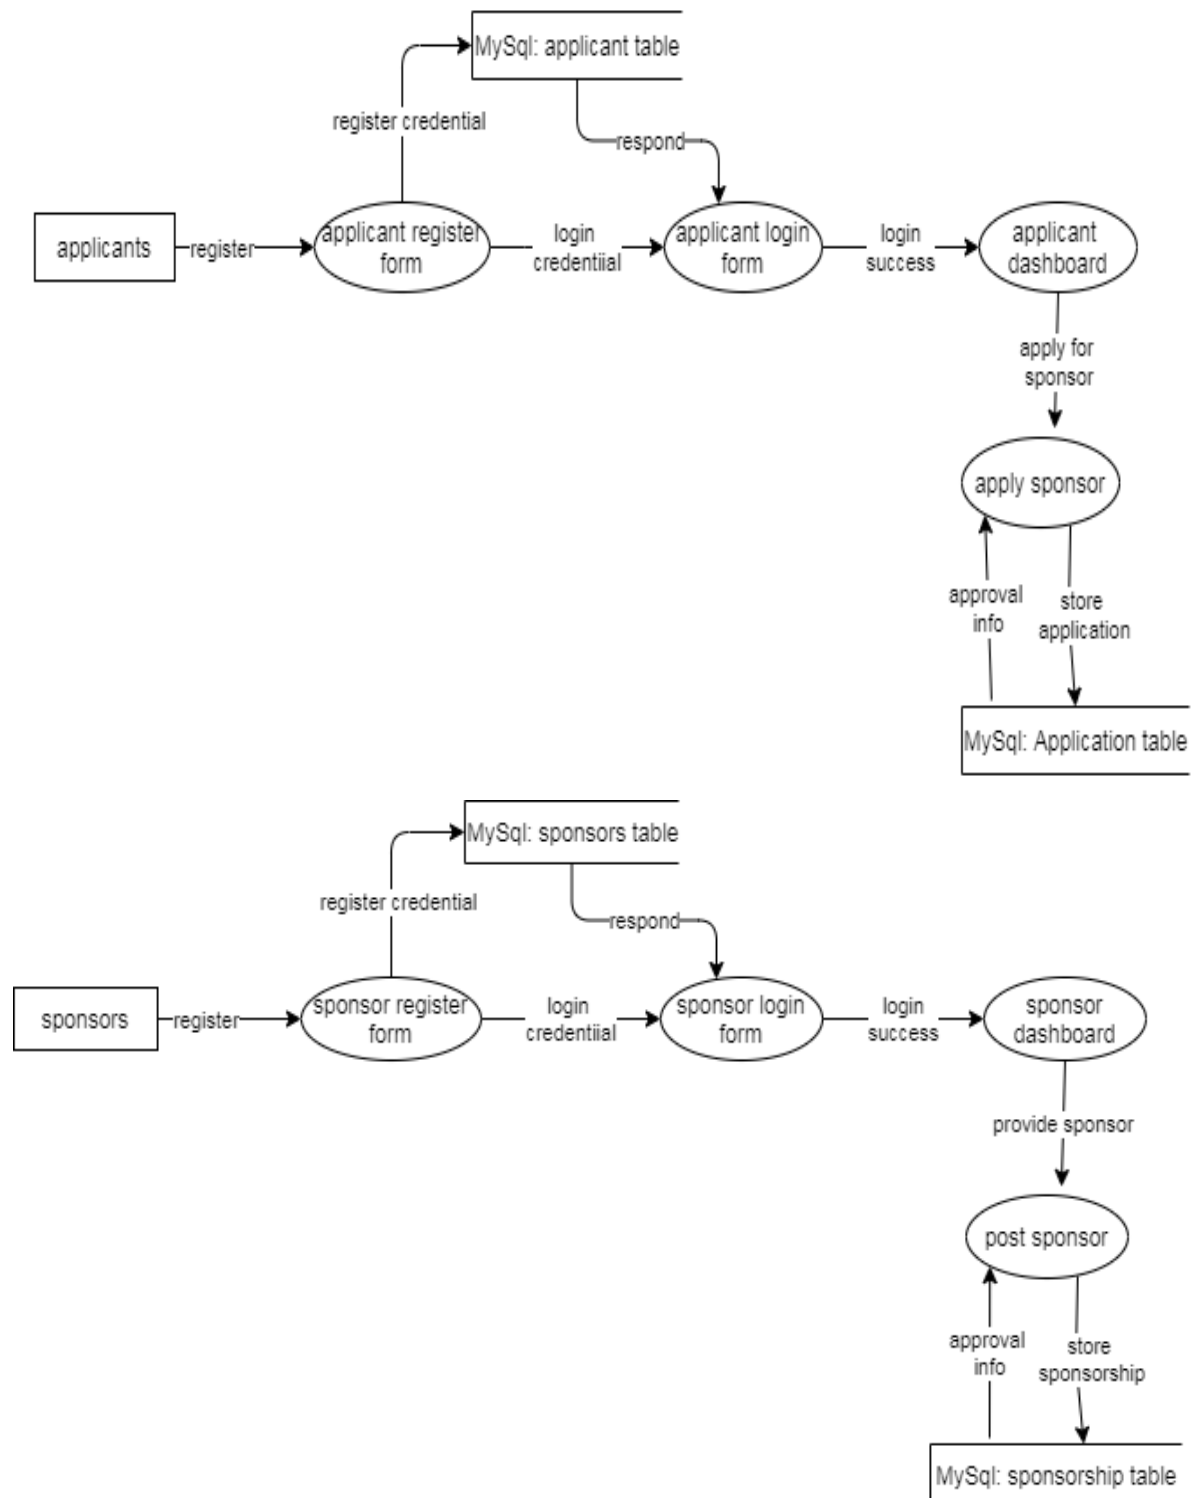 MySql: applicant table
register credential
respond
applicants
register
applicant register
form
login
credentiial
applicant login
form
login
success
applicant
dashboard
apply for
sponsor
apply sponsor
approval
info
store
application
MySql: Application table
MySql: sponsors table
register credential
respond
sponsors
register
sponsor register
form
login
credentiial
sponsor login
form
login
success
sponsor
dashboard
provide sponsor
post sponsor
approval
info
store
sponsorship
MySql: sponsorship table